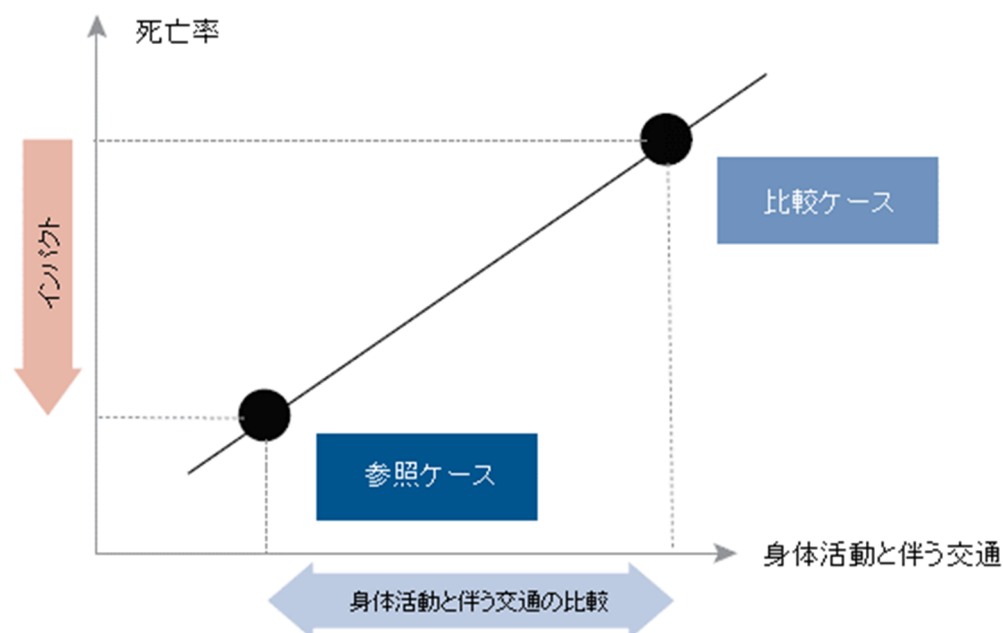 死亡率
インパクト
比較ケース
参照ケース
身体活動と伴う交通
身体活動と伴う交通の比較